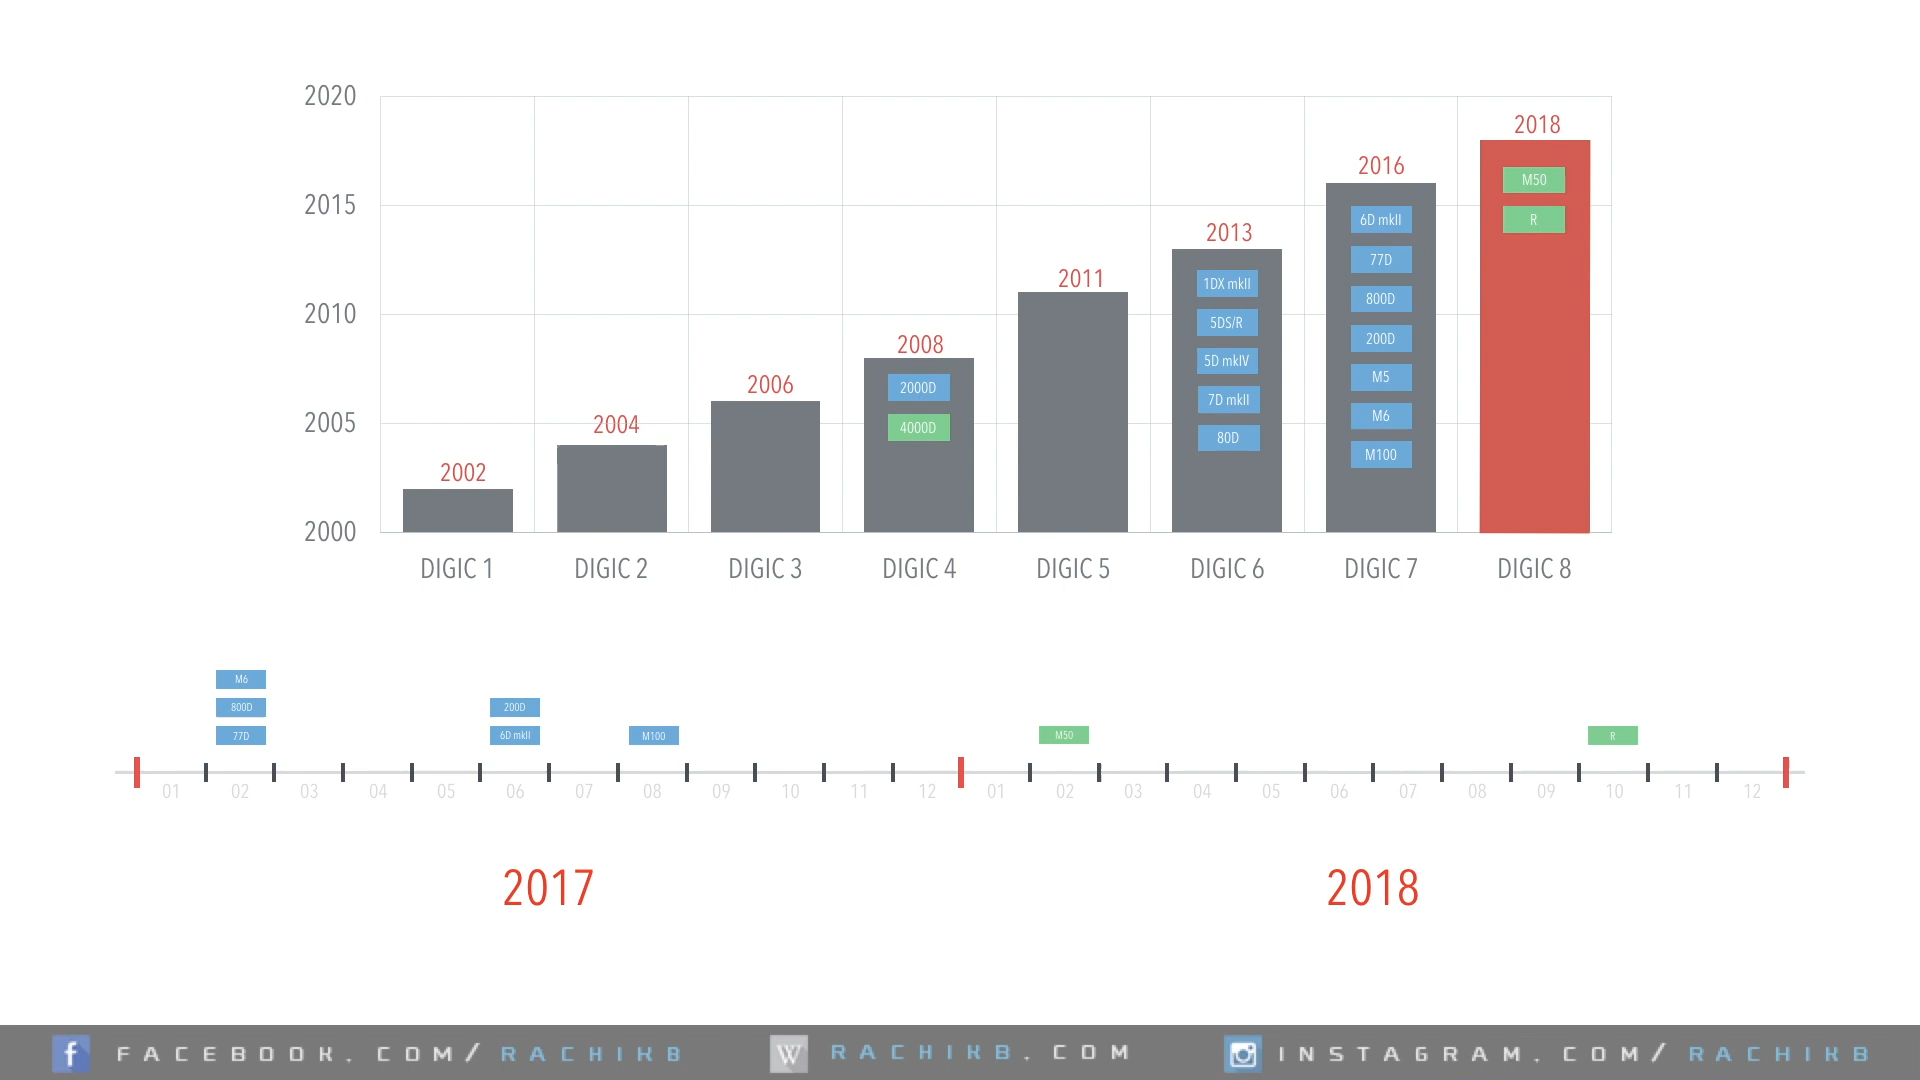 2020
2015
2010
2005
2000
2002
2004
2006
2008
2011
2013
2016
2018
2000D
4000D
1DX mkII
5DS/R
5D mkIV
7D mkII
80D
6D mkII
77D
800D
200D
M5
M6
M100
M50
R
DIGIC 1 DIGIC 2 DIGIC 3 DIGIC 4 DIGIC 5 DIGIC 6 DIGIC 7 DIGIC 8
M6
800D
77D
200D
6D mkII
M100
M50
R
01 02 03 04 05 06 07 08 09 10 11 12 01 02 03 04 05 06 07 08 09 10 11 12
2017 2018
f FACEBOOK.COM/RACHIKB W RACHIKB.COM INSTAGRAM.COM/RACHIKB